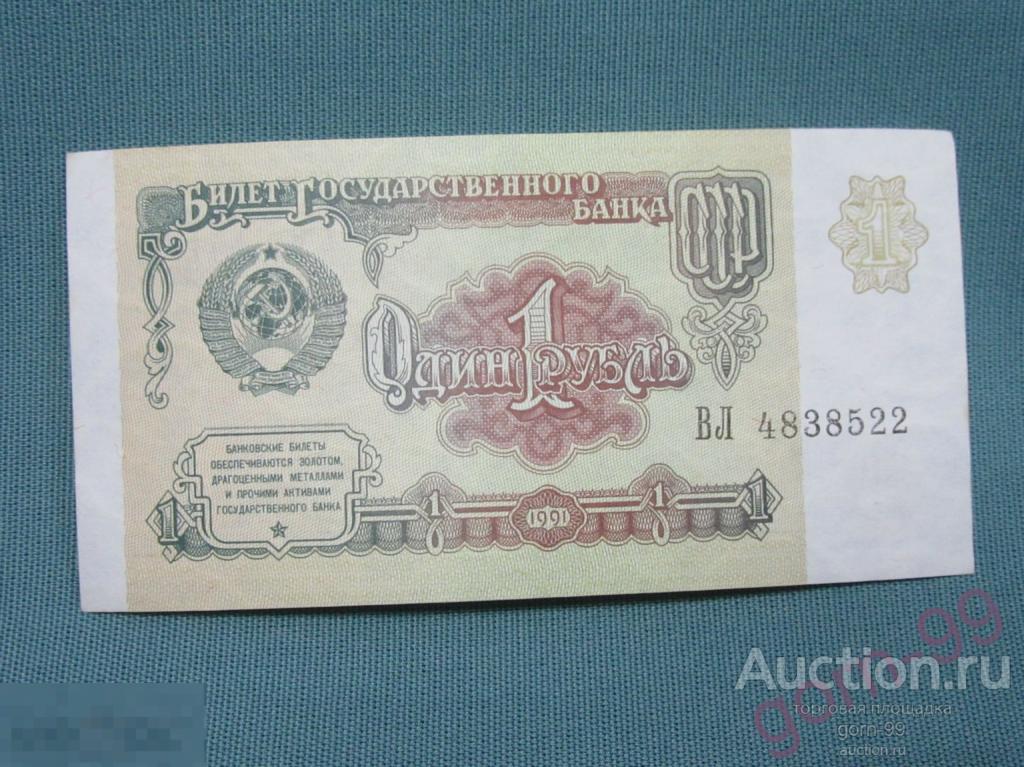 Билет Государственного
Банка
СССР
1
1
Один рубль
ВЛ 4838522
БАНКОВСКИЕ БИЛЕТЫ
ОБЕСПЕЧИВАЮТСЯ ЗОЛОТОМ,
ДРАГОЦЕННЫМИ МЕТАЛЛАМИ
И ПРОЧИМИ АКТИВАМИ
ГОСУДАРСТВЕННОГО БАНКА
1 1 1991 1 1
gorn-99
Auction.ru
торговая площадка
gorn-99
auction.ru